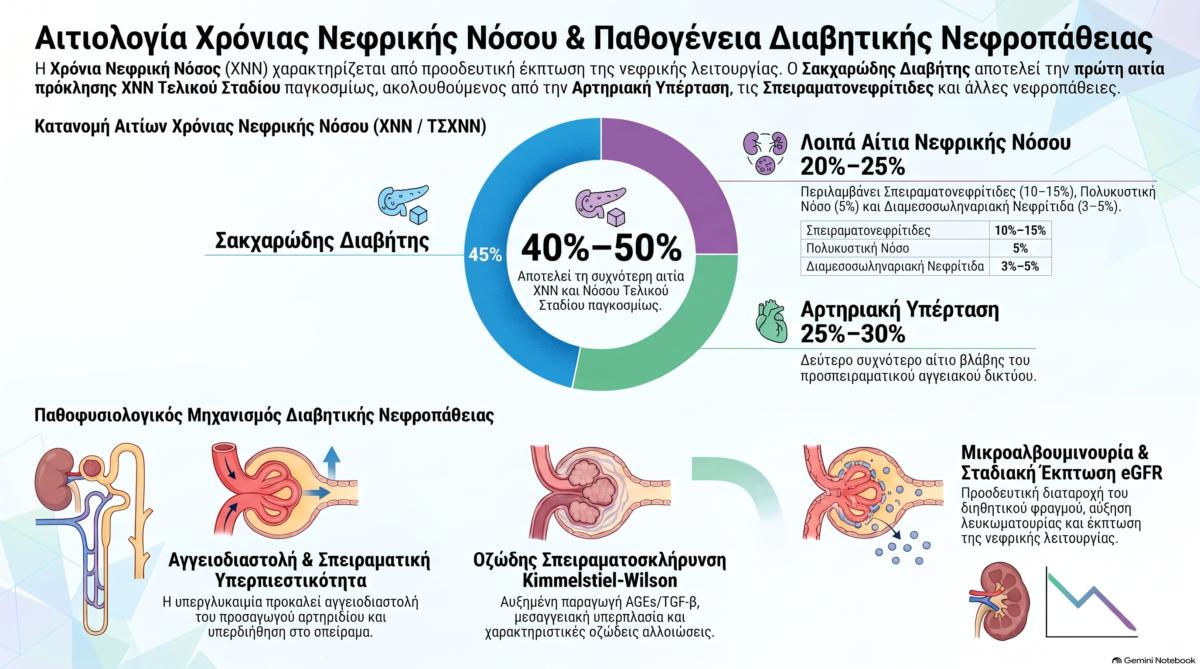 Αιτιολογία Χρόνιας Νεφρικής Νόσου & Παθογένεια Διαβητικής Νεφροπάθειας
Η Χρόνια Νεφρική Νόσος (ΧΝΝ) χαρακτηρίζεται από προοδευτική έκπτωση της νεφρικής λειτουργίας. Ο Σακχαρώδης Διαβήτης αποτελεί την πρώτη αιτία
πρόκλησης ΧΝΝ Τελικού Σταδίου παγκοσμίως, ακολουθούμενος από την Αρτηριακή Υπέρταση, τις Σπειραματονεφρίτιδες και άλλες νεφροπάθειες.
Κατανομή Αιτίων Χρόνιας Νεφρικής Νόσου (ΧΝΝ / ΤΣΧΝΝ)
Σακχαρώδης Διαβήτης
45%
40%–50%
Αποτελεί τη συχνότερη αιτία
ΧΝΝ και Νόσου Τελικού
Σταδίου παγκοσμίως.
Λοιπά Αίτια Νεφρικής Νόσου
20%–25%
Περιλαμβάνει Σπειραματονεφρίτιδες (10–15%), Πολυκυστική
Νόσο (5%) και Διαμεσοσωληναριακή Νεφρίτιδα (3–5%).
Σπειραματονεφρίτιδες 10%–15%
Πολυκυστική Νόσο 5%
Διαμεσοσωληναριακή Νεφρίτιδα 3%–5%
Αρτηριακή Υπέρταση
25%–30%
Δεύτερο συχνότερο αίτιο βλάβης του
προσπειραματικού αγγειακού δικτύου.
Παθοφυσιολογικός Μηχανισμός Διαβητικής Νεφροπάθειας
Αγγειοδιαστολή & Σπειραματική
Υπερπιεστικότητα
Η υπεργλυκαιμία προκαλεί αγγειοδιαστολή
του προσαγωγού αρτηριδίου και
υπερδιήθηση στο σπείραμα.
Οζώδης Σπειραματοσκλήρυνση
Kimmelstiel-Wilson
Αυξημένη παραγωγή AGEs/TGF-β,
μεσαγγειακή υπερπλασία και
χαρακτηριστικές οζώδεις αλλοιώσεις.
Μικροαλβουμινουρία &
Σταδιακή Έκπτωση eGFR
Προσδευτική διαταροχή του
διηθητικού φραγμού, αύξηση
λευκωματουρίας και έκπτωση
της νεφρικής λειτουργίας.
Gemini Notebook